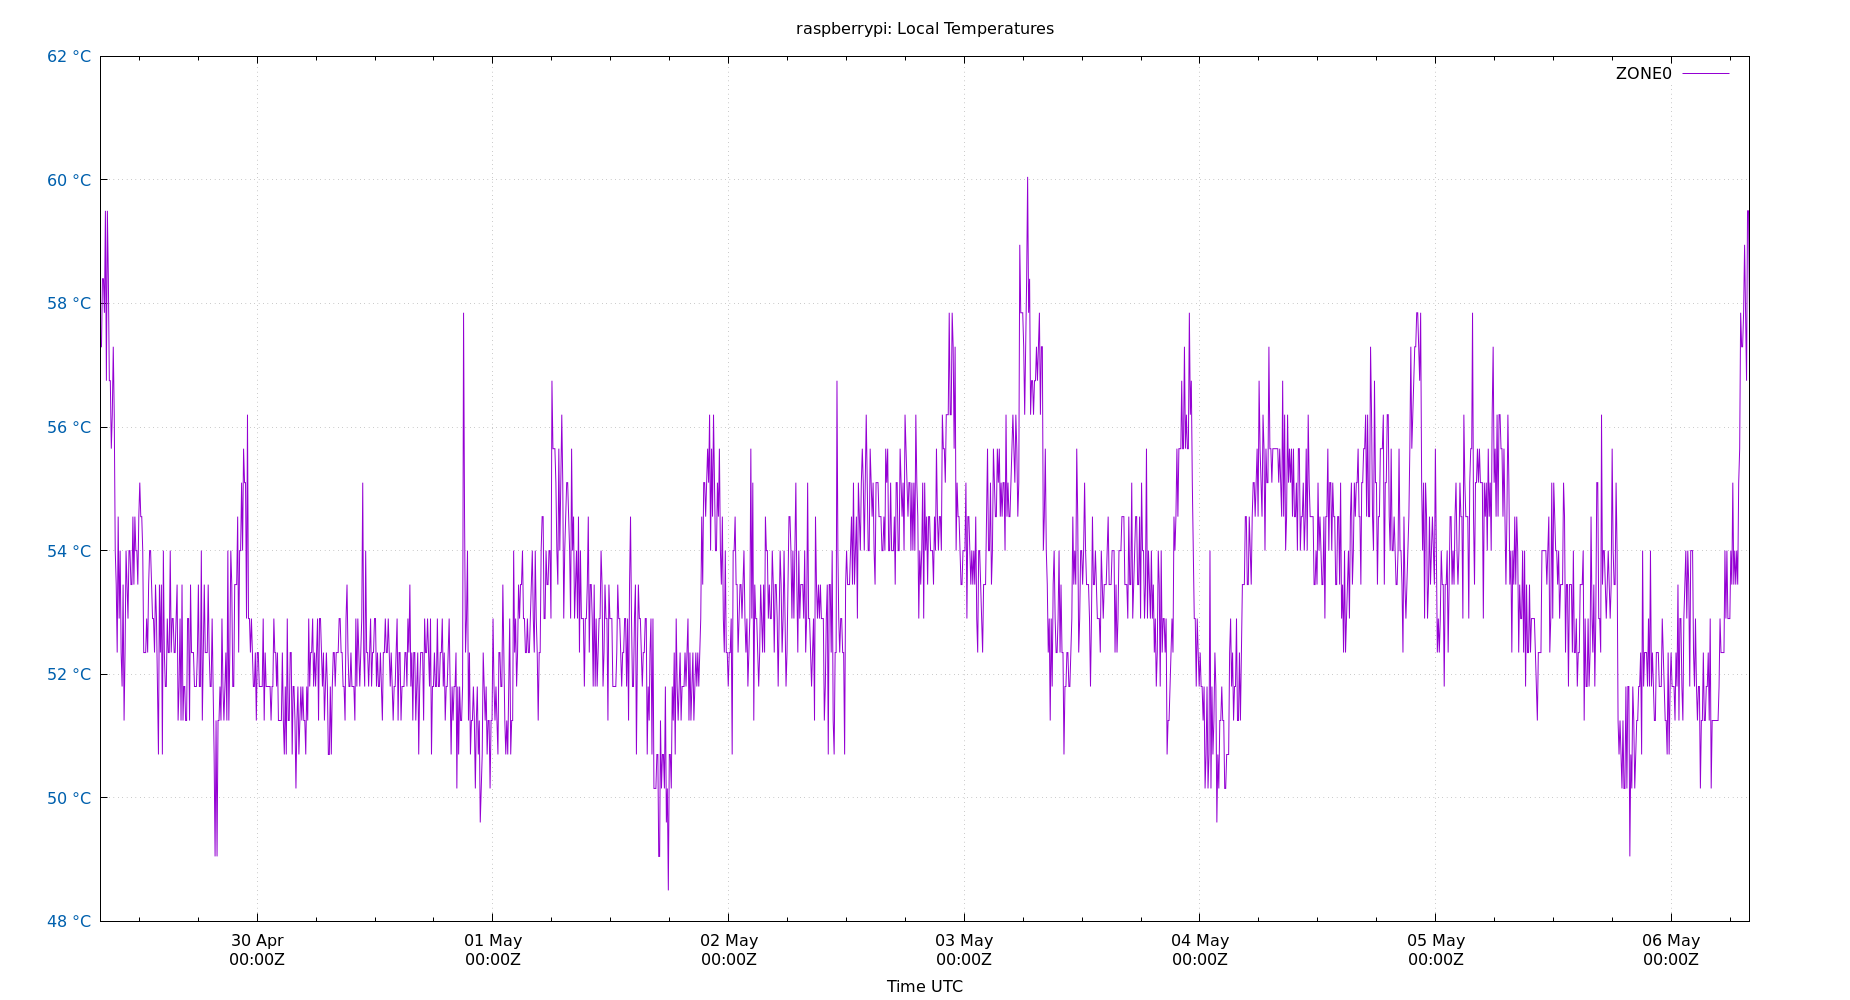 raspberrypi: Local Temperatures
62 °C
ZONE0
60 °C
58 °C
56 °C
54 °C
52 °C
50 °C
48 °C
30 Apr 01 May 02 May 03 May 04 May 05 May 06 May
00:00Z 00:00Z 00:00Z 00:00Z 00:00Z 00:00Z 00:00Z
Time UTC